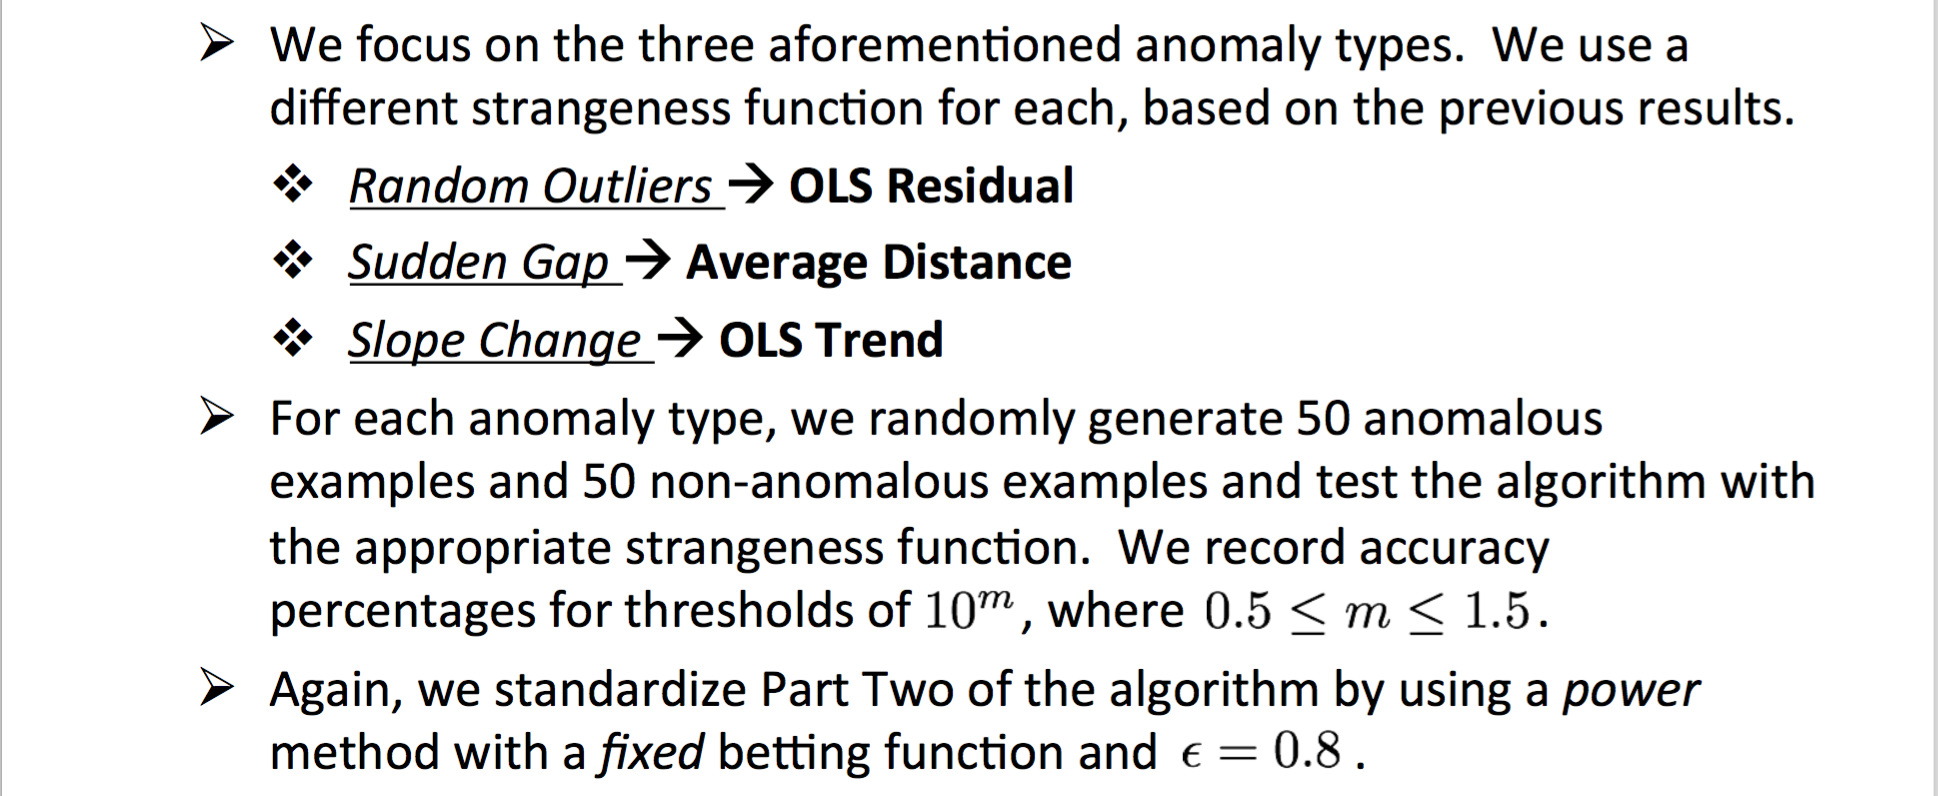 ➢ We focus on the three aforementioned anomaly types.  We use a
different strangeness function for each, based on the previous results.
❖ Random Outliers → OLS Residual
❖ Sudden Gap → Average Distance
❖ Slope Change → OLS Trend
➢ For each anomaly type, we randomly generate 50 anomalous
examples and 50 non-anomalous examples and test the algorithm with
the appropriate strangeness function.  We record accuracy
percentages for thresholds of 10^m, where 0.5 ≤ m ≤ 1.5.
➢ Again, we standardize Part Two of the algorithm by using a power
method with a fixed betting function and ϵ = 0.8 .